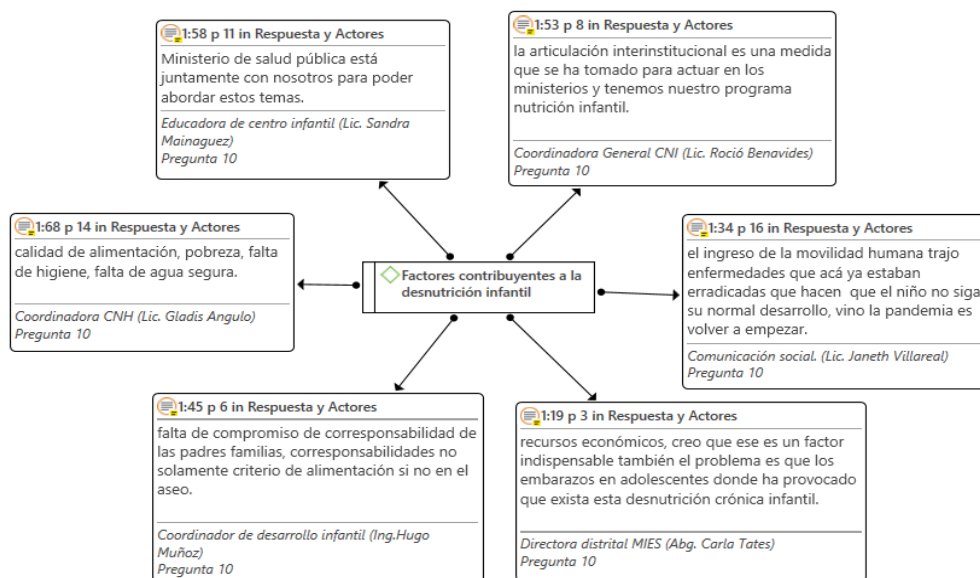 1:58 p 11 in Respuesta y Actores
Ministerio de salud pública está
juntamente con nosotros para poder
abordar estos temas.
Educadora de centro infantil (Lic. Sandra
Mainaguez)
Pregunta 10
1:53 p 8 in Respuesta y Actores
la articulación interinstitucional es una medida
que se ha tomado para actuar en los
ministerios y tenemos nuestro programa
nutrición infantil.
Coordinadora General CNI (Lic. Roció Benavides)
Pregunta 10
1:68 p 14 in Respuesta y Actores
calidad de alimentación, pobreza, falta
de higiene, falta de agua segura.
Coordinadora CNH (Lic. Gladis Angulo)
Pregunta 10
Factores contribuyentes a la
desnutrición infantil
1:34 p 16 in Respuesta y Actores
el ingreso de la movilidad humana trajo
enfermedades que acá ya estaban
erradicadas que hacen que el niño no siga
su normal desarrollo, vino la pandemia es
volver a empezar.
Comunicación social. (Lic. Janeth Villareal)
Pregunta 10
1:45 p 6 in Respuesta y Actores
falta de compromiso de corresponsabilidad de
las padres familias, corresponsabilidades no
solamente criterio de alimentación si no en el
aseo.
Coordinador de desarrollo infantil (Ing.Hugo
Muñoz)
Pregunta 10
1:19 p 3 in Respuesta y Actores
recursos económicos, creo que ese es un factor
indispensable también el problema es que los
embarazos en adolescentes donde ha provocado
que exista esta desnutrición crónica infantil.
Directora distrital MIES (Abg. Carla Tates)
Pregunta 10